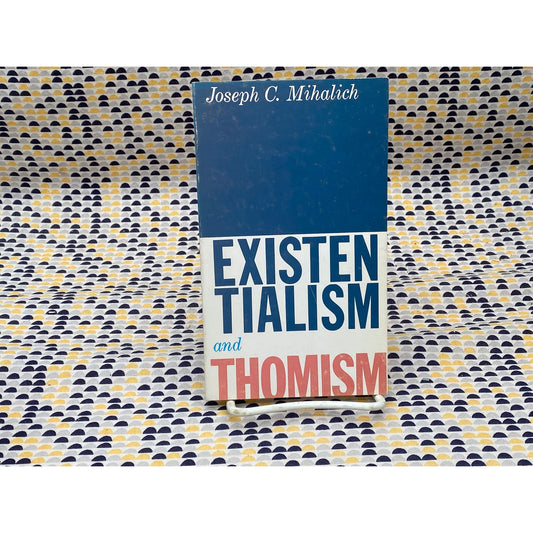 Joseph C. Mihalich
EXISTEN
TIALISM
and
THOMISM